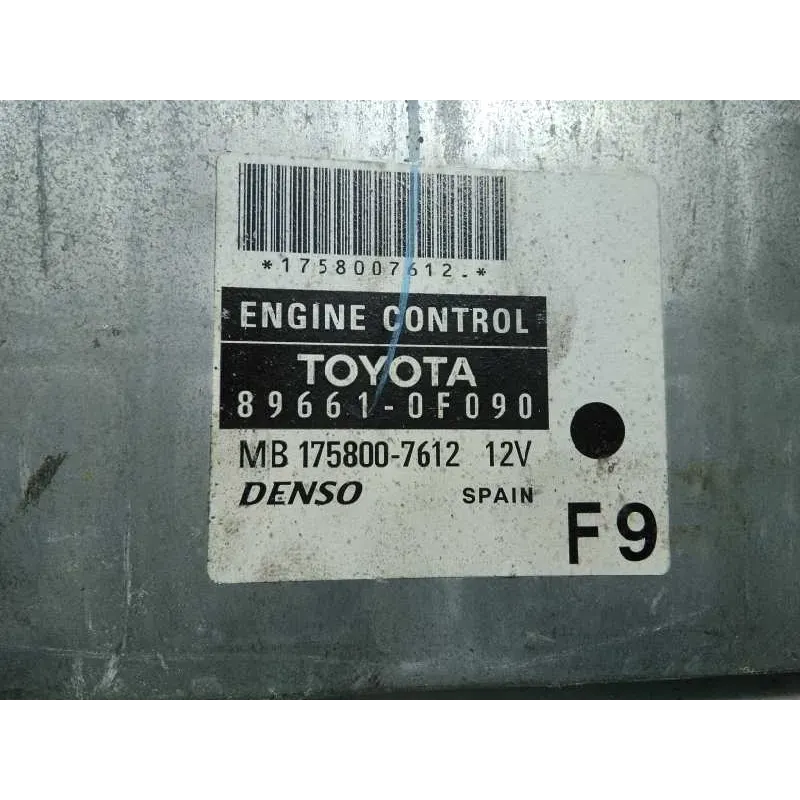 *1758007612.*
ENGINE CONTROL
TOYOTA
89661-0F090
MB 175800-7612 12V
DENSO SPAIN
F9